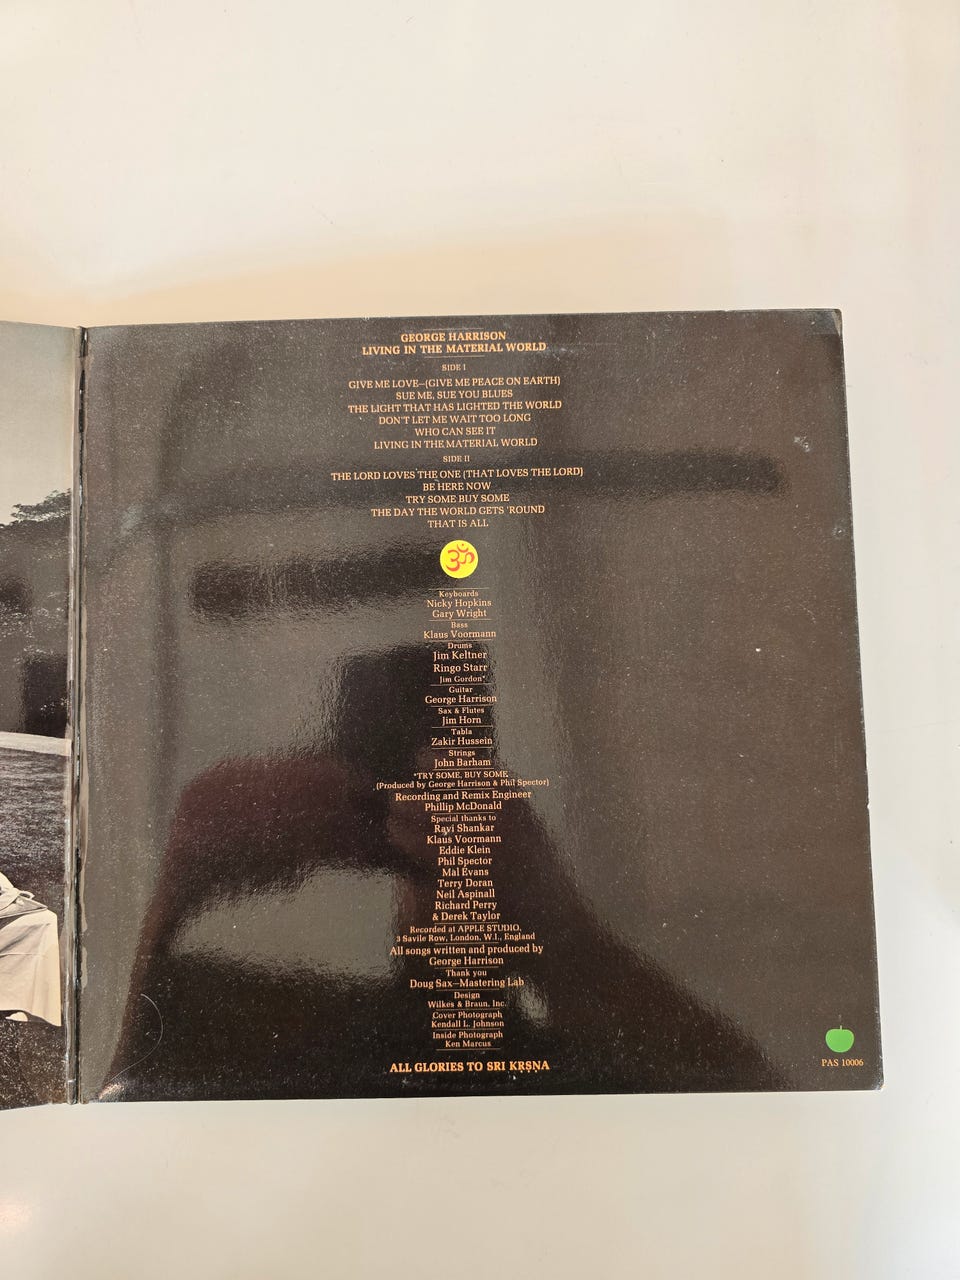 GEORGE HARRISON
LIVING IN THE MATERIAL WORLD
SIDE I
GIVE ME LOVE—(GIVE ME PEACE ON EARTH)
SUE ME, SUE YOU BLUES
THE LIGHT THAT HAS LIGHTED THE WORLD
DON'T LET ME WAIT TOO LONG
WHO CAN SEE IT
LIVING IN THE MATERIAL WORLD
SIDE II
THE LORD LOVES THE ONE (THAT LOVES THE LORD)
BE HERE NOW
TRY SOME BUY SOME
THE DAY THE WORLD GETS 'ROUND
THAT IS ALL
ॐ
Keyboards
Nicky Hopkins
Gary Wright
Bass
Klaus Voormann
Drums
Jim Keltner
Ringo Starr
Jim Gordon*
Guitar
George Harrison
Sax & Flutes
Jim Horn
Tabla
Zakir Hussein
Strings
John Barham
*TRY SOME, BUY SOME
(Produced by George Harrison & Phil Spector)
Recording and Remix Engineer
Phillip McDonald
Special thanks to
Ravi Shankar
Klaus Voormann
Eddie Klein
Phil Spector
Mal Evans
Terry Doran
Neil Aspinall
Richard Perry
& Derek Taylor
Recorded at APPLE STUDIO,
3 Savile Row, London, W.I., England
All songs written and produced by
George Harrison
Thank you
Doug Sax—Mastering Lab
Design
Wilkes & Braun, Inc.
Cover Photograph
Kendall L. Johnson
Inside Photograph
Ken Marcus
ALL GLORIES TO SRI KṚṢṆA
PAS 10006